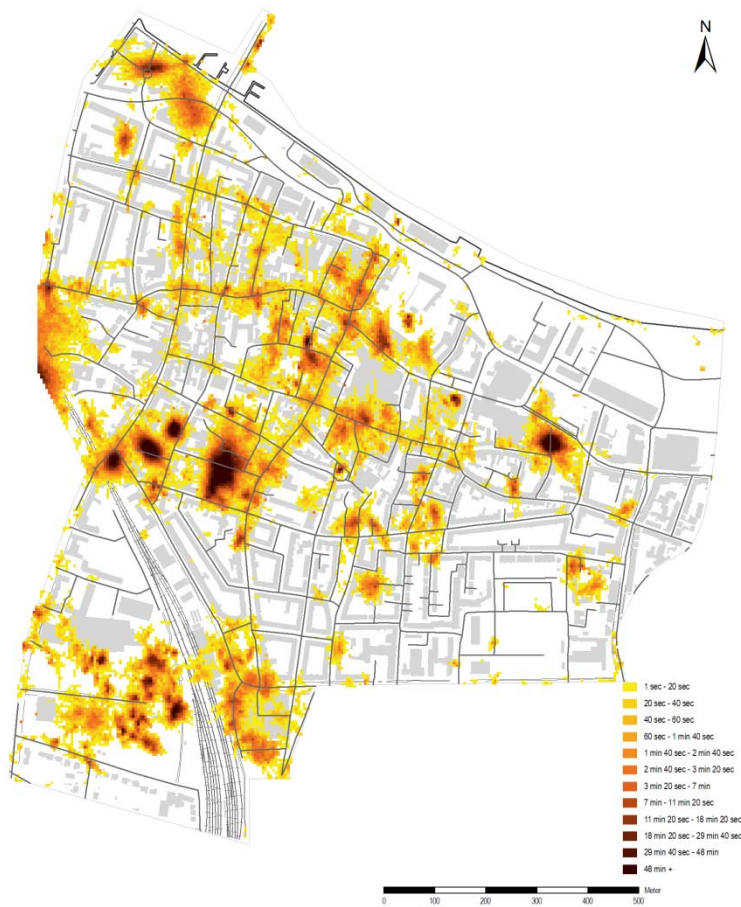 N
1 sec - 20 sec
20 sec - 40 sec
40 sec - 60 sec
60 sec - 1 min 40 sec
1 min 40 sec - 2 min 40 sec
2 min 40 sec - 3 min 20 sec
3 min 20 sec - 7 min
7 min - 11 min 20 sec
11 min 20 sec - 18 min 20 sec
18 min 20 sec - 29 min 40 sec
29 min 40 sec - 48 min
48 min +
Meter
0 100 200 300 400 500